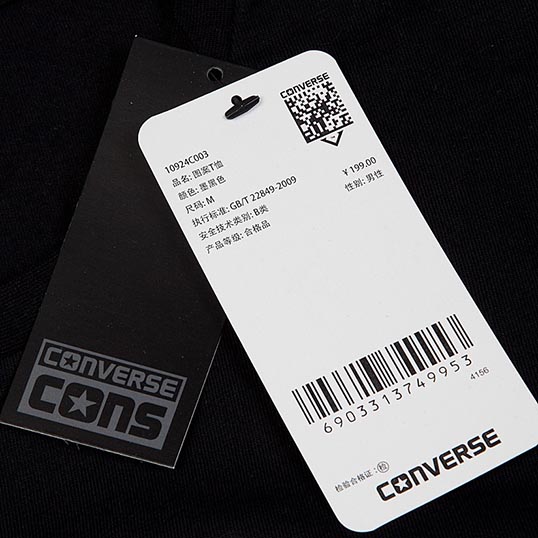 CONVERSE
10924C003
品名: 图案T恤
颜色: 墨黑色
尺码: M
执行标准: GB/T 22849-2009
安全技术类别: B类
产品等级: 合格品
¥ 199.00
性别: 男性
6903313749953
4156
检验合格证: 检
CONVERSE
CONVERSE
CONS